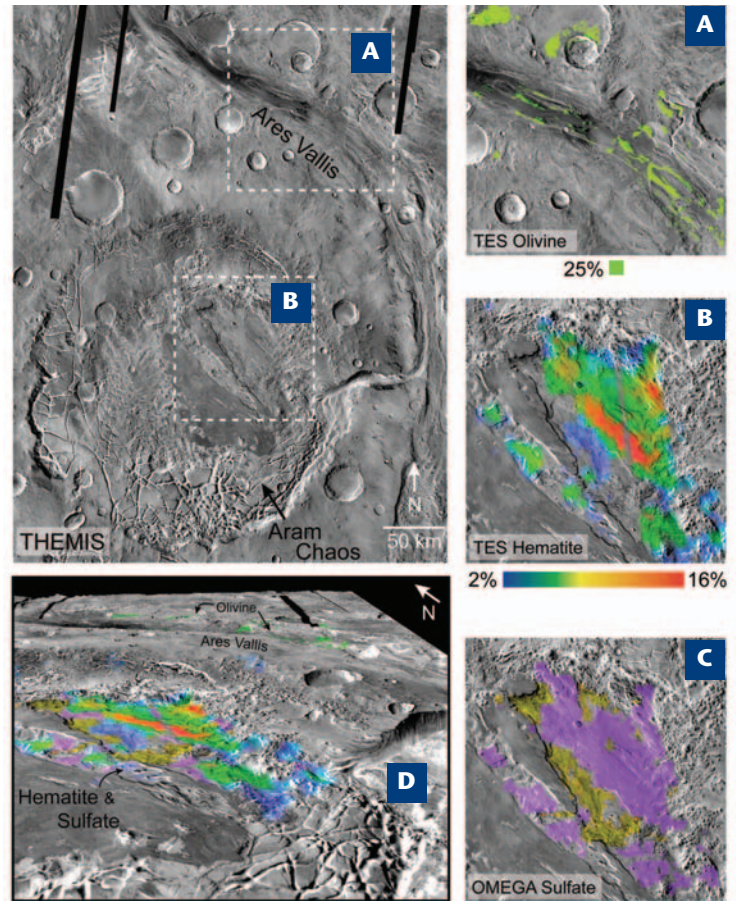 A
Ares Vallis
B
N
THEMIS
Aram
Chaos
50 km
A
TES Olivine
25%
B
TES Hematite
2%
16%
N
Olivine
Ares Vallis
Hematite &
Sulfate
D
C
OMEGA Sulfate